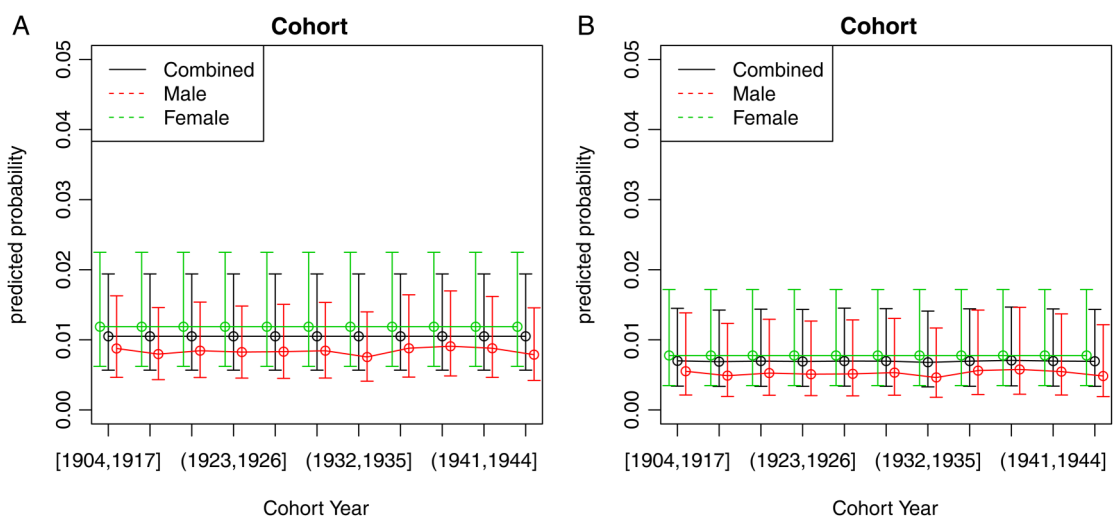 A
Cohort
Combined
Male
Female
predicted probability
0.00
0.01
0.02
0.03
0.04
0.05
[1904,1917]
(1923,1926]
(1932,1935]
(1941,1944]
Cohort Year
B
Cohort
Combined
Male
Female
predicted probability
0.00
0.01
0.02
0.03
0.04
0.05
[1904,1917]
(1923,1926]
(1932,1935]
(1941,1944]
Cohort Year